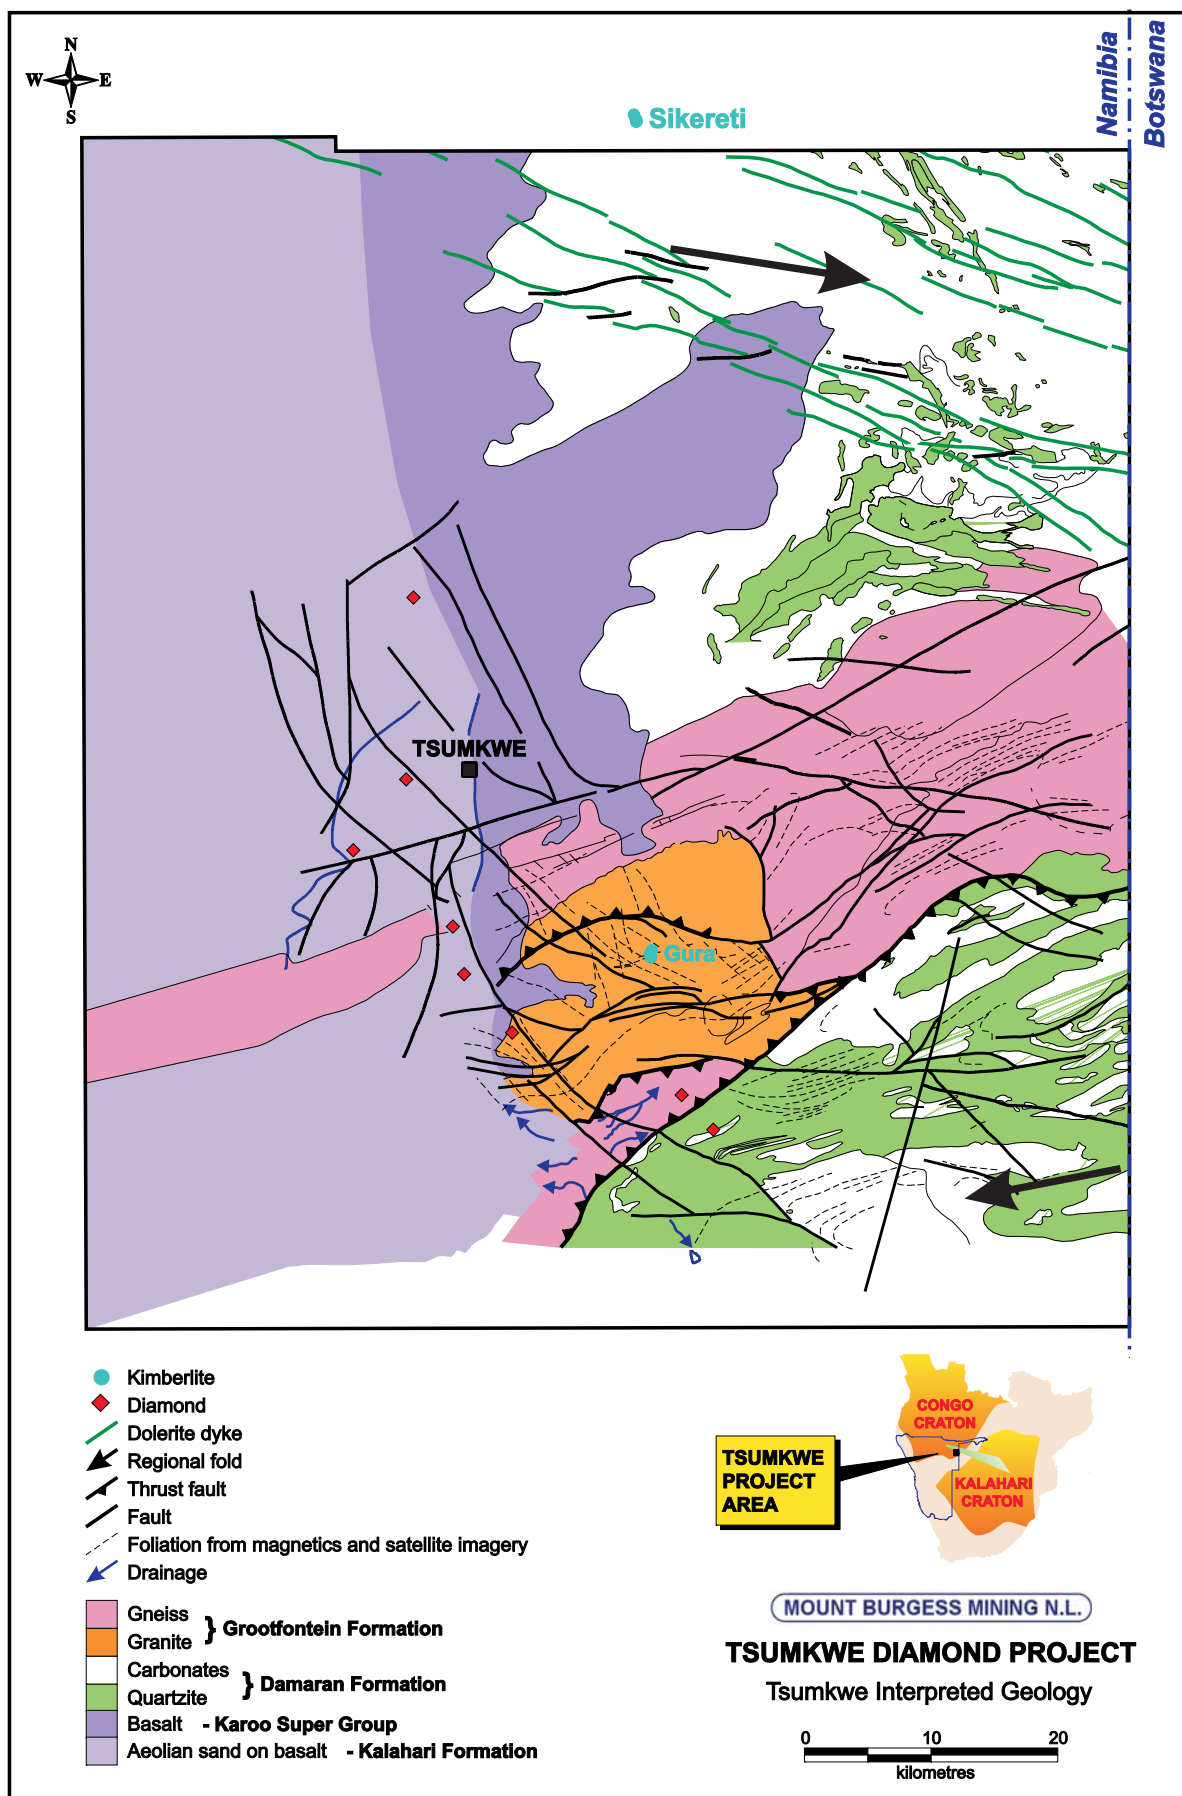 N
W E
S
Namibia
Botswana
Sikereti
TSUMKWE
Gura
Kimberlite
Diamond
Dolerite dyke
Regional fold
Thrust fault
Fault
Foliation from magnetics and satellite imagery
Drainage
Gneiss
Granite
} Grootfontein Formation
Carbonates
Quartzite
} Damaran Formation
Basalt - Karoo Super Group
Aeolian sand on basalt - Kalahari Formation
CONGO
CRATON
KALAHARI
CRATON
TSUMKWE
PROJECT
AREA
MOUNT BURGESS MINING N.L.
TSUMKWE DIAMOND PROJECT
Tsumkwe Interpreted Geology
0 10 20
kilometres